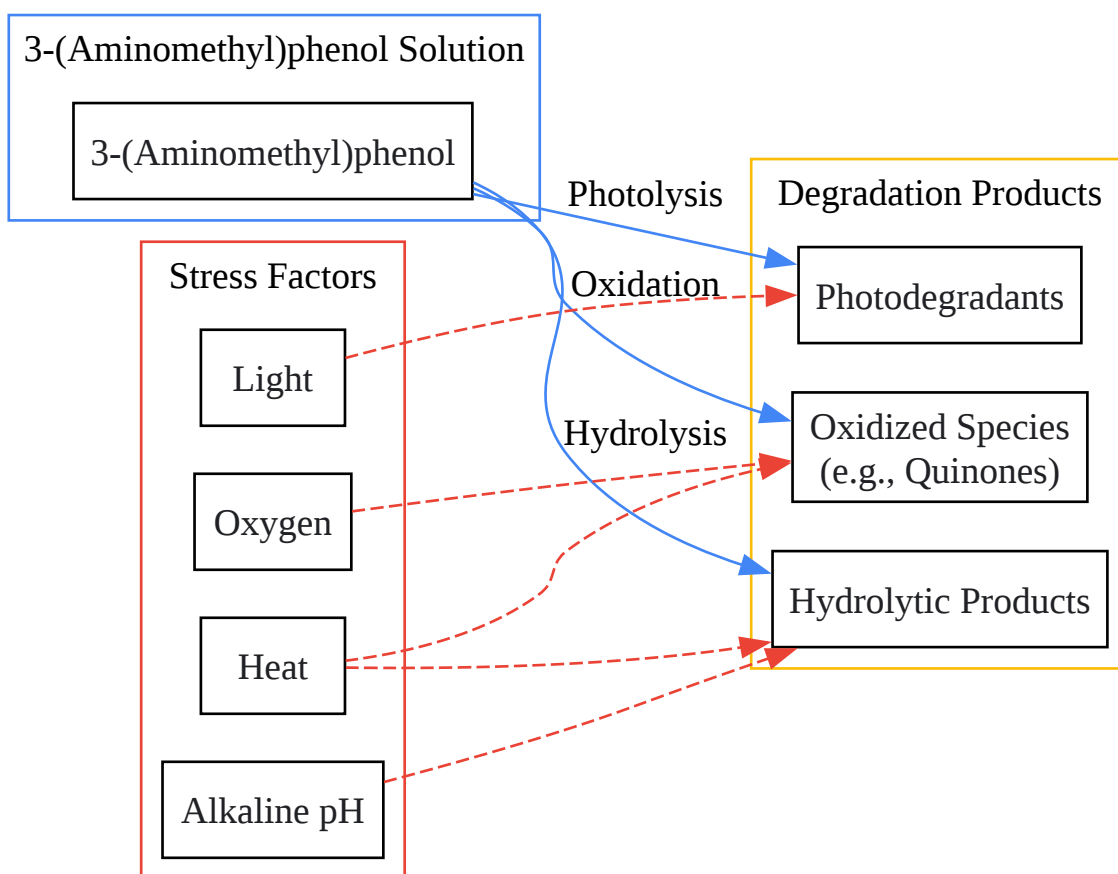 3-(Aminomethyl)phenol Solution
3-(Aminomethyl)phenol
Photolysis
Degradation Products
Stress Factors
Oxidation
Photodegradants
Light
Hydrolysis
Oxidized Species
(e.g., Quinones)
Oxygen
Hydrolytic Products
Heat
Alkaline pH